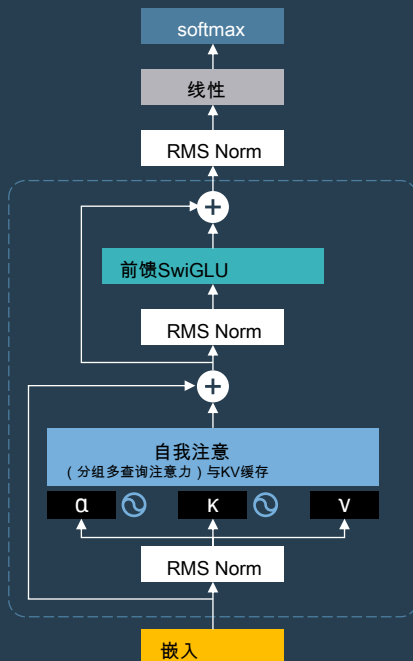 softmax
线性
RMS Norm
前馈SwiGLU
RMS Norm
自我注意
（分组多查询注意力）与KV缓存
α κ ν
RMS Norm
嵌入